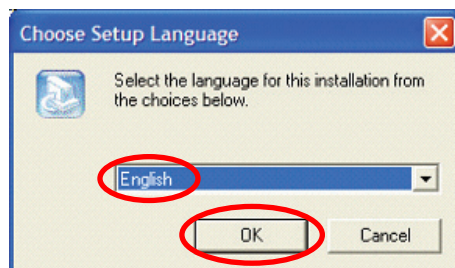 Choose Setup Language
Select the language for this installation from
the choices below.
English
OK Cancel